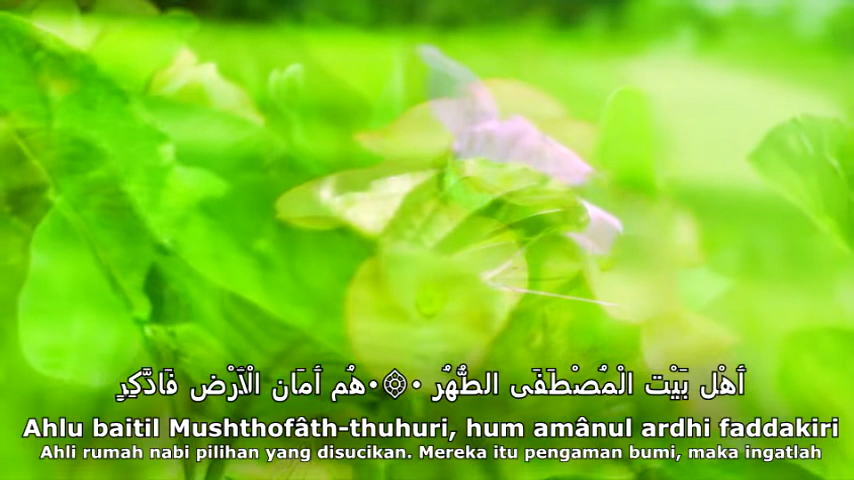 أَهْلِ بَيْتِ الْمُصْطَفَى الطُّهُرِ • ۞ • هُمْ أَمَانُ الْاَرْضِ فَادَّكِرِ
Ahlu baitil Mushthofâth-thuhuri, hum amânul ardhi faddakiri
Ahli rumah nabi pilihan yang disucikan. Mereka itu pengaman bumi, maka ingatlah